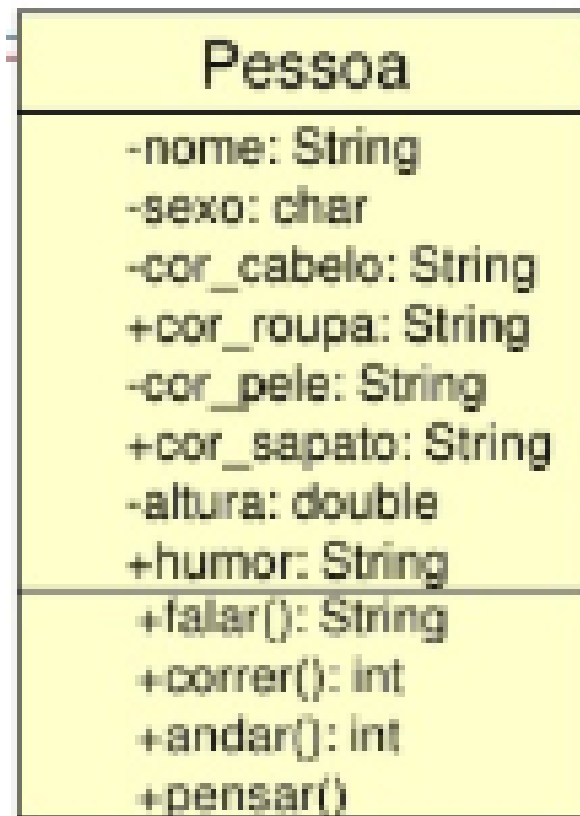 Pessoa
-nome: String
-sexo: char
-cor_cabelo: String
+cor_roupa: String
-cor_pele: String
+cor_sapato: String
-altura: double
+humor: String
+falar(): String
+correr(): int
+andar(): int
+pensar()